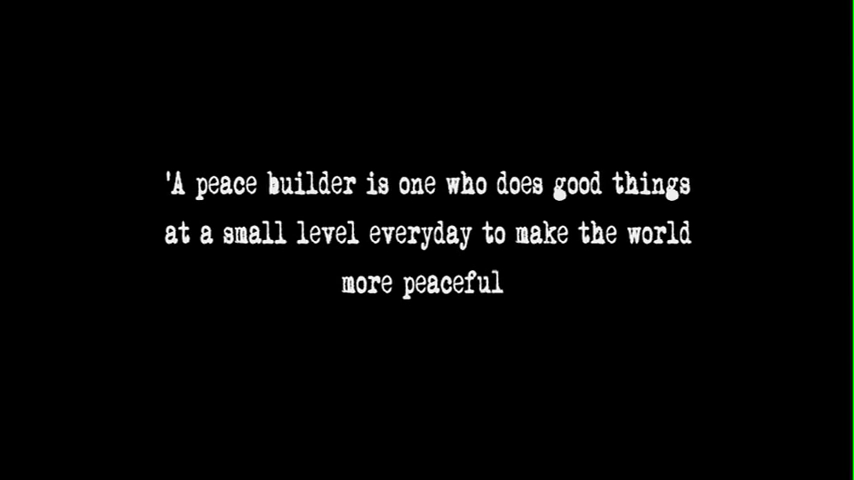 'A peace builder is one who does good things
at a small level everyday to make the world
more peaceful